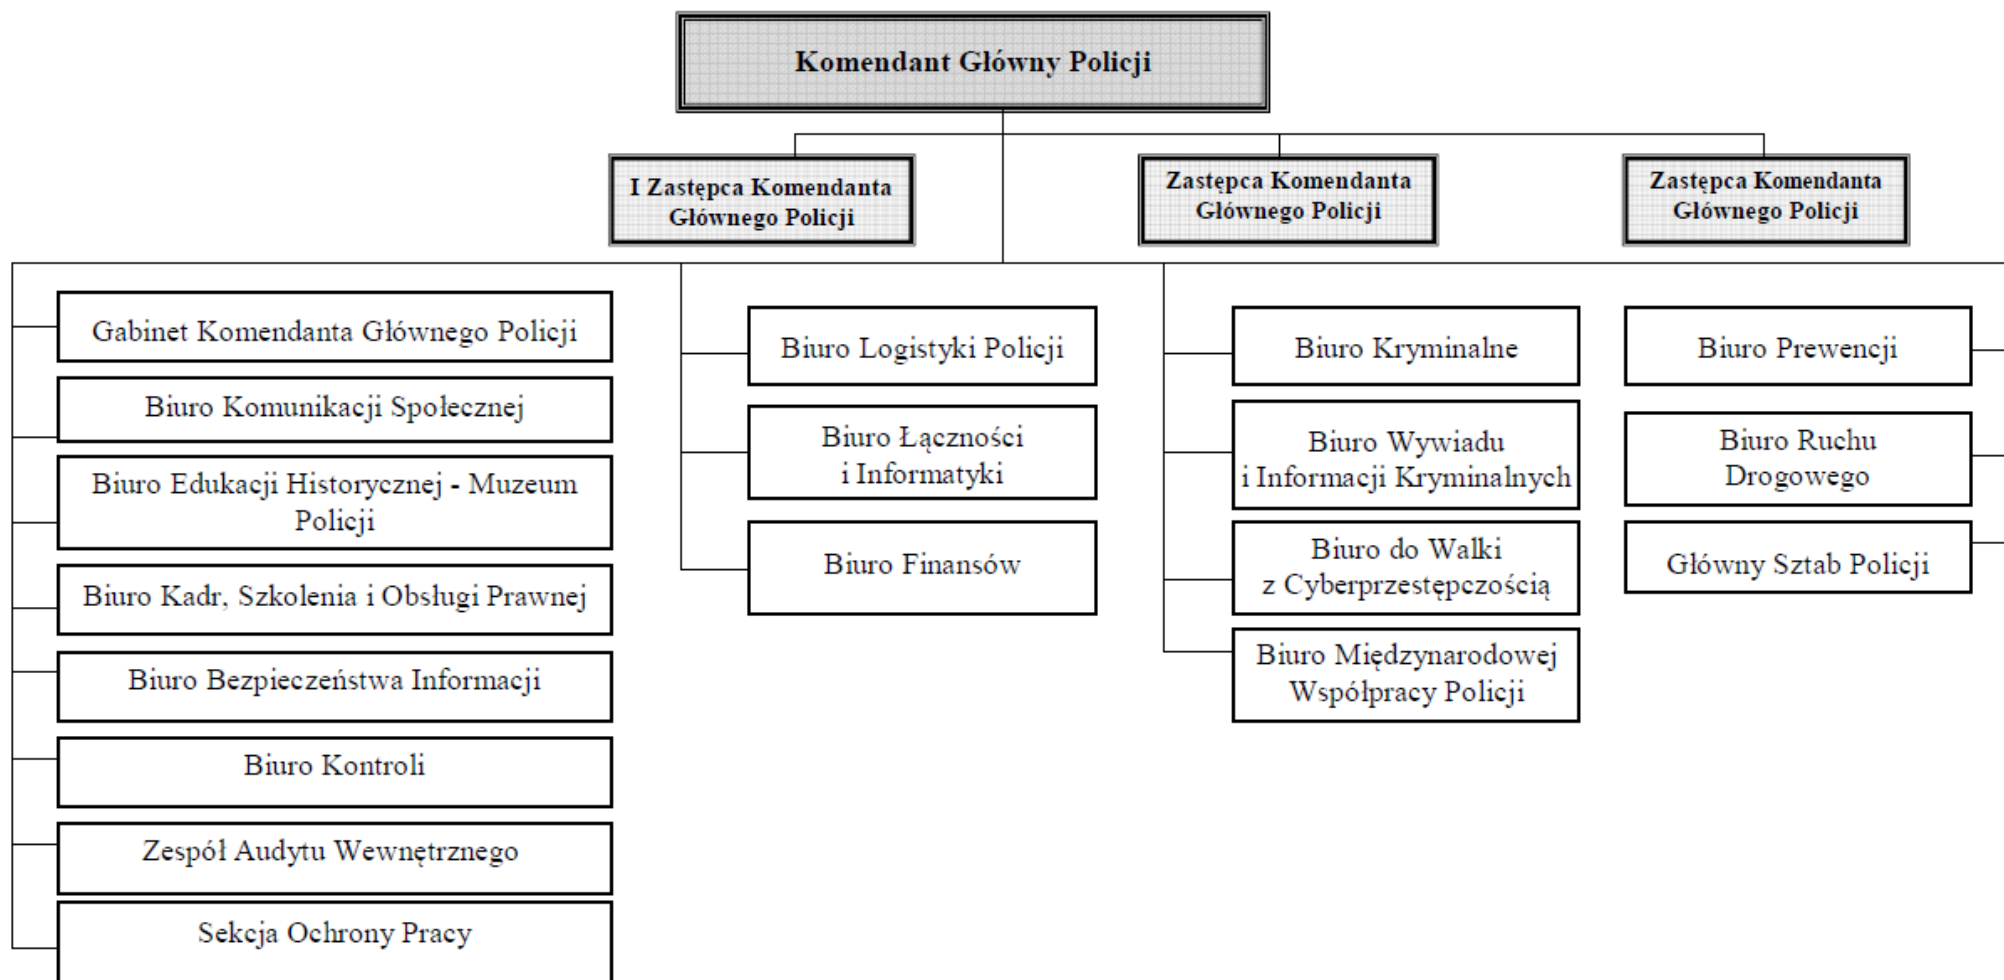 Komendant Główny Policji
I Zastępca Komendanta
Głównego Policji
Zastępca Komendanta
Głównego Policji
Zastępca Komendanta
Głównego Policji
Gabinet Komendanta Głównego Policji
Biuro Komunikacji Społecznej
Biuro Edukacji Historycznej - Muzeum
Policji
Biuro Kadr, Szkolenia i Obsługi Prawnej
Biuro Bezpieczeństwa Informacji
Biuro Kontroli
Zespół Audytu Wewnętrznego
Sekcja Ochrony Pracy
Biuro Logistyki Policji
Biuro Łączności
i Informatyki
Biuro Finansów
Biuro Kryminalne
Biuro Wywiadu
i Informacji Kryminalnych
Biuro do Walki
z Cyberprzestępczością
Biuro Międzynarodowej
Współpracy Policji
Biuro Prewencji
Biuro Ruchu
Drogowego
Główny Sztab Policji